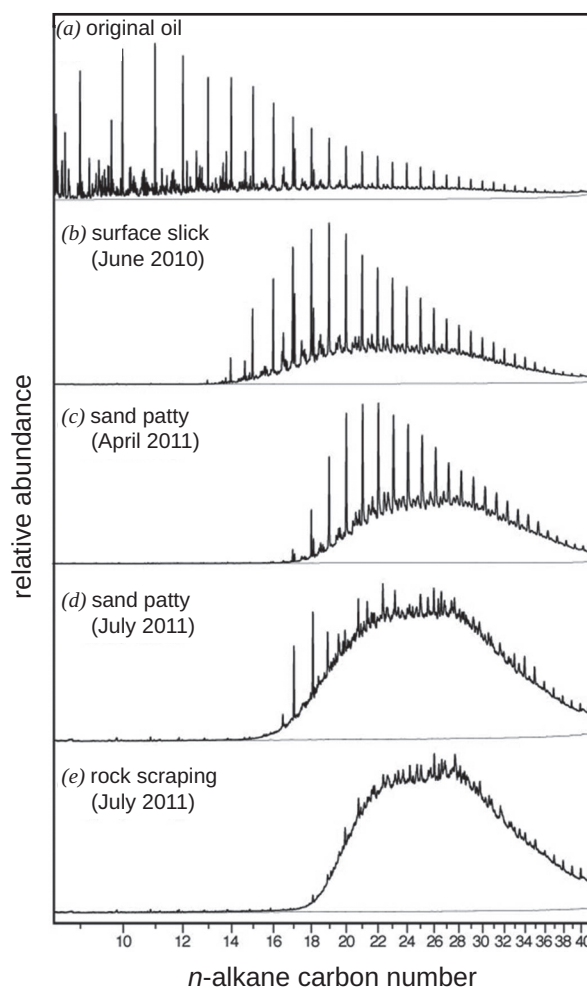 (a) original oil
(b) surface slick
(June 2010)
(c) sand patty
(April 2011)
(d) sand patty
(July 2011)
(e) rock scraping
(July 2011)
relative abundance
10 12 14 16 18 20 22 24 26 28 30 32 34 36 38 40
n-alkane carbon number